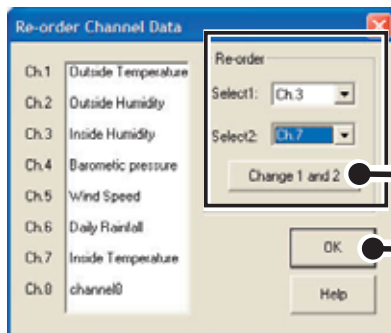 Re-order Channel Data
Ch.1 Outside Temperature
Ch.2 Outside Humidity
Ch.3 Inside Humidity
Ch.4 Barometic pressure
Ch.5 Wind Speed
Ch.6 Daily Rainfall
Ch.7 Inside Temperature
Ch.8 channel8
Re-order
Select1: Ch.3
Select2: Ch.7
Change 1 and 2
OK
Help